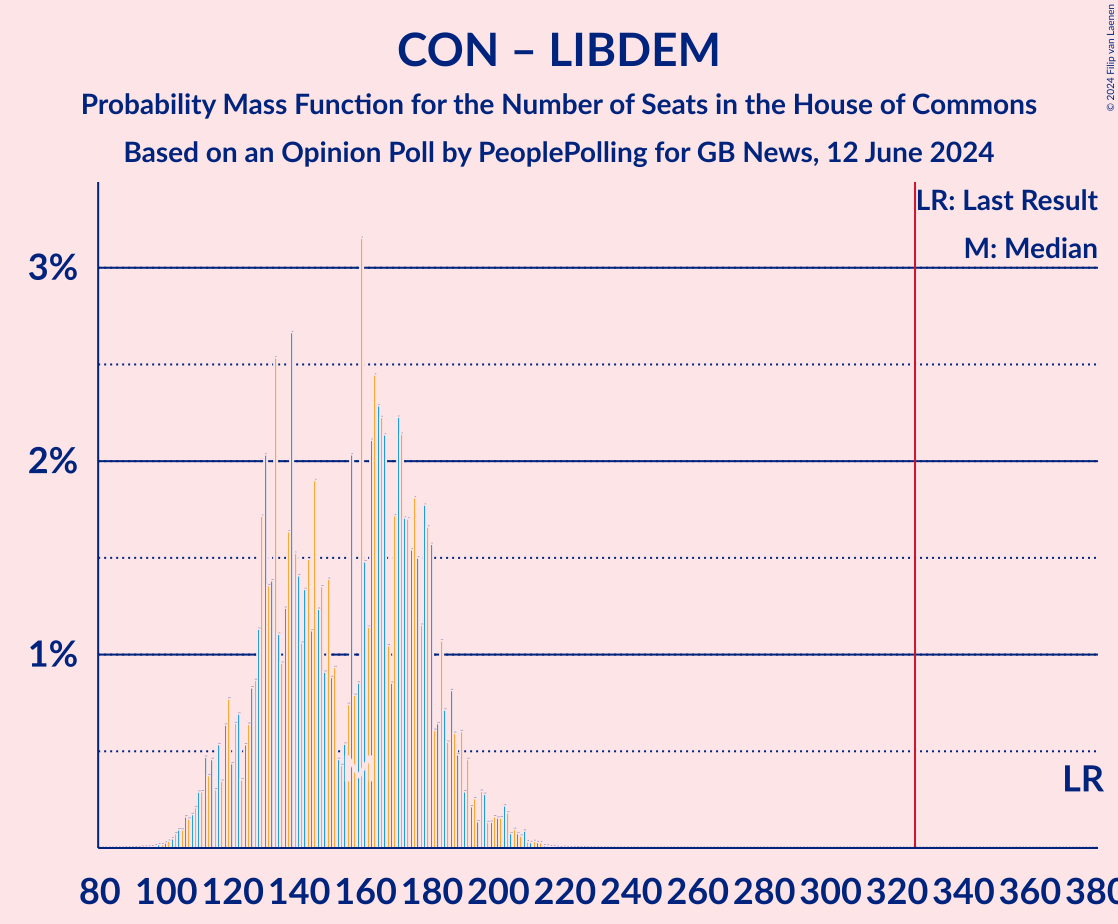 CON – LIBDEM
Probability Mass Function for the Number of Seats in the House of Commons
Based on an Opinion Poll by PeoplePolling for GB News, 12 June 2024
© 2024 Filip van Laenen
LR: Last Result
M: Median
3%
2%
1%
M
LR
80 100 120 140 160 180 200 220 240 260 280 300 320 340 360 380